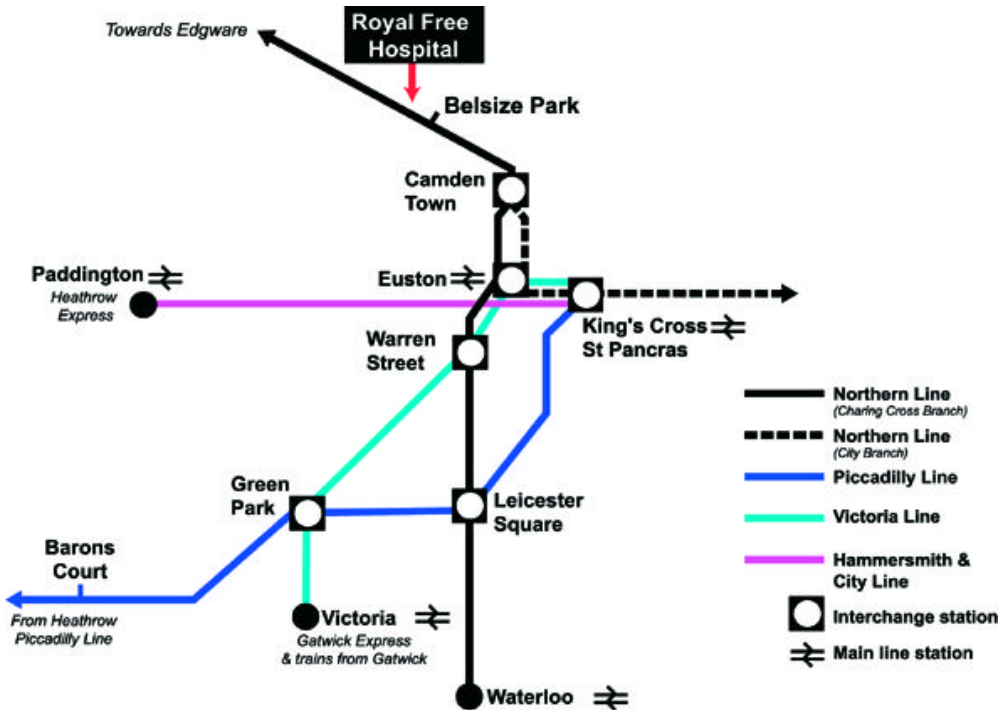 Towards Edgware
Royal Free
Hospital
Belsize Park
Camden
Town
Paddington
Heathrow
Express
Euston
King's Cross
St Pancras
Warren
Street
Northern Line
(Charing Cross Branch)
Northern Line
(City Branch)
Piccadilly Line
Victoria Line
Hammersmith &
City Line
Interchange station
Main line station
Green
Park
Leicester
Square
Barons
Court
From Heathrow
Piccadilly Line
Victoria
Gatwick Express
& trains from Gatwick
Waterloo